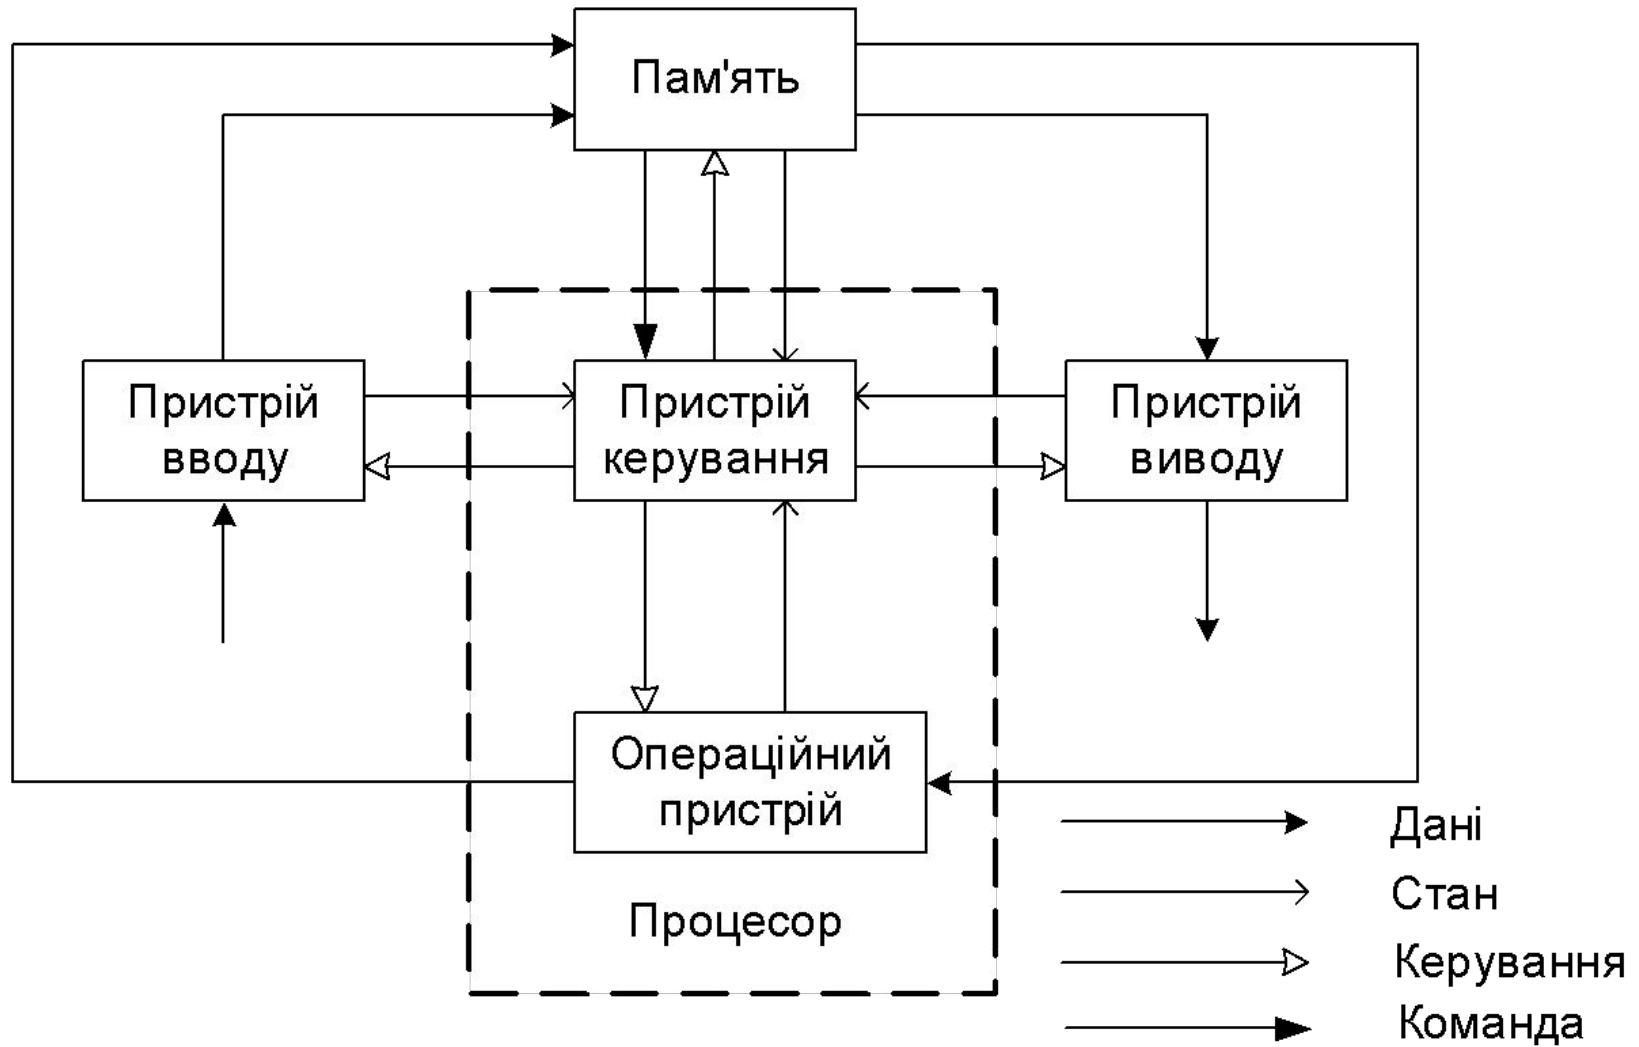 Пам'ять
Пристрій
вводу
Пристрій
керування
Пристрій
виводу
Операційний
пристрій
Процесор
Дані
Стан
Керування
Команда